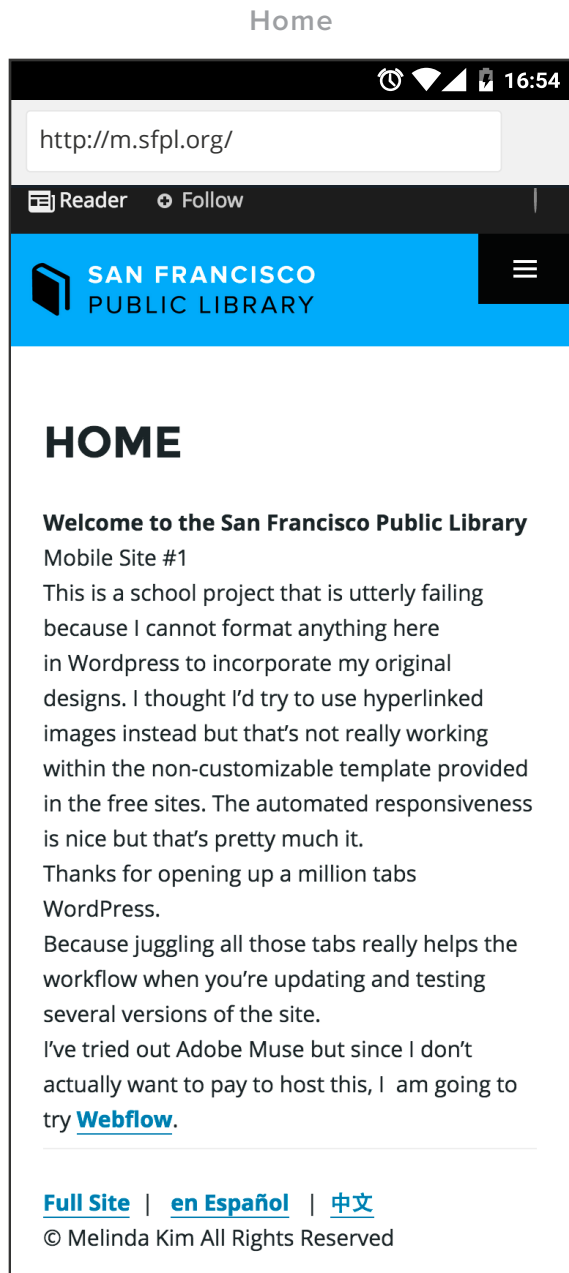 Home
16:54
http://m.sfpl.org/
Reader Follow
SAN FRANCISCO
PUBLIC LIBRARY
HOME
Welcome to the San Francisco Public Library
Mobile Site #1
This is a school project that is utterly failing
because I cannot format anything here
in Wordpress to incorporate my original
designs. I thought I’d try to use hyperlinked
images instead but that’s not really working
within the non-customizable template provided
in the free sites. The automated responsiveness
is nice but that’s pretty much it.
Thanks for opening up a million tabs
WordPress.
Because juggling all those tabs really helps the
workflow when you’re updating and testing
several versions of the site.
I’ve tried out Adobe Muse but since I don’t
actually want to pay to host this, I  am going to
try Webflow.
Full Site | en Español | 中文
© Melinda Kim All Rights Reserved